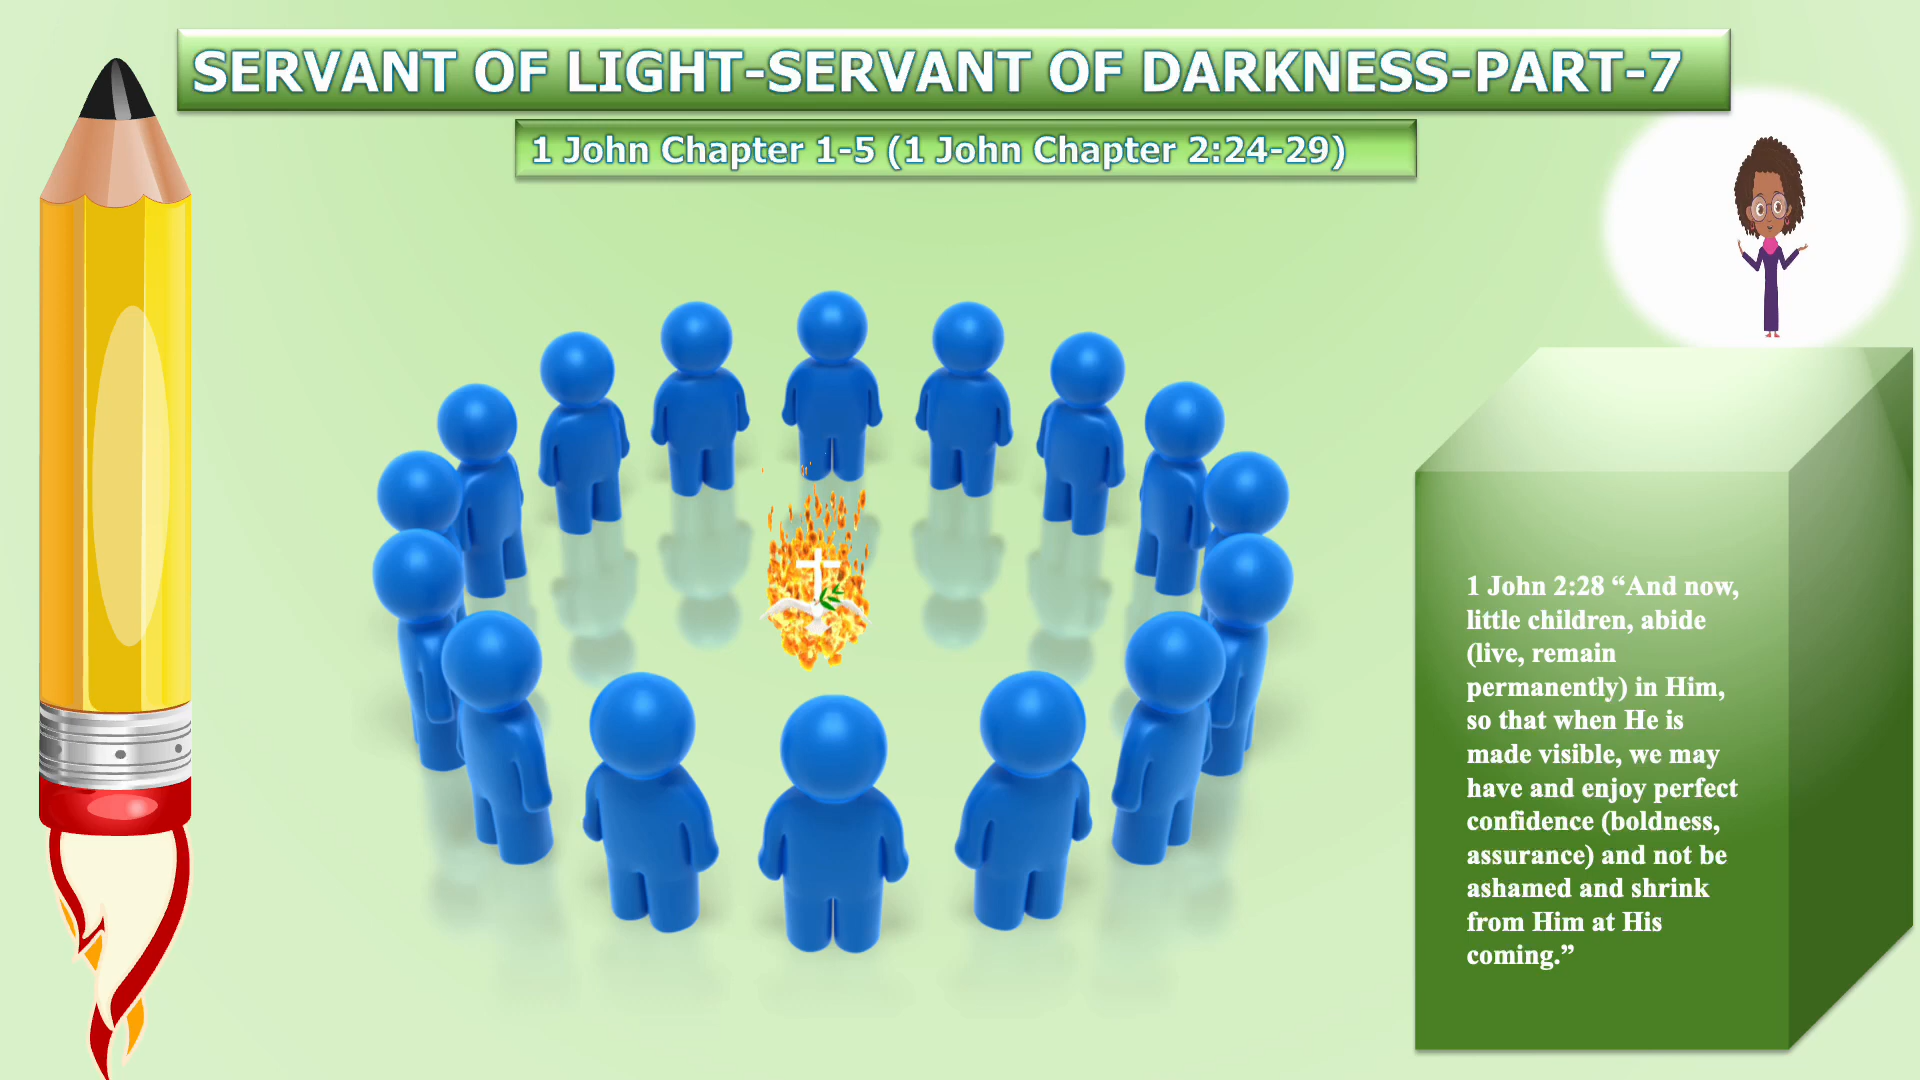 SERVANT OF LIGHT-SERVANT OF DARKNESS-PART-7
1 John Chapter 1-5 (1 John Chapter 2:24-29)
1 John 2:28 “And now,
little children, abide
(live, remain
permanently) in Him,
so that when He is
made visible, we may
have and enjoy perfect
confidence (boldness,
assurance) and not be
ashamed and shrink
from Him at His
coming.”